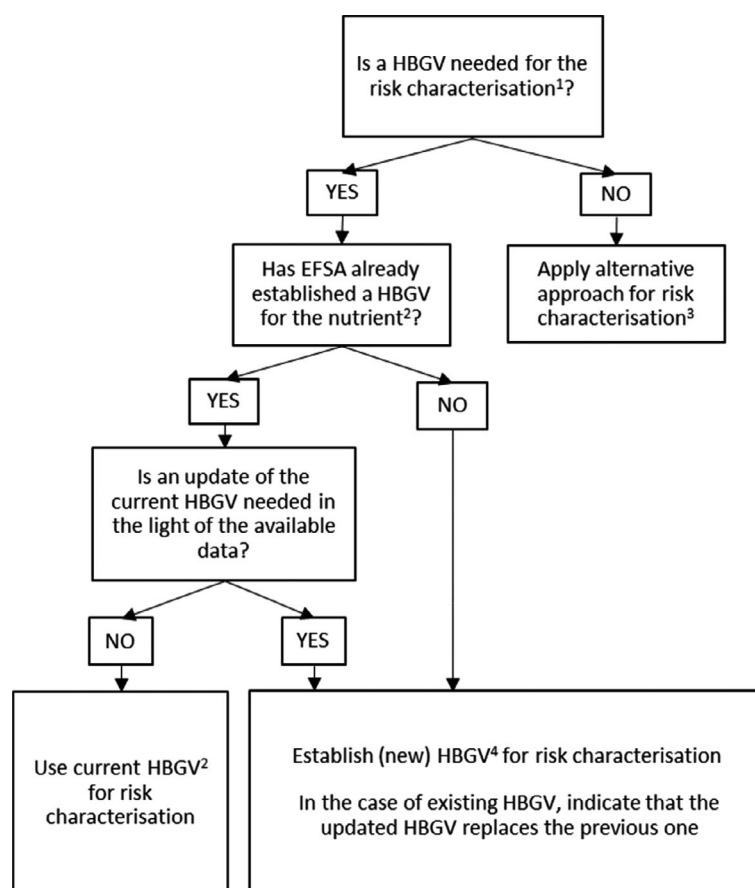 Is a HBGV needed for the
risk characterisation¹?
YES
NO
Has EFSA already
established a HBGV
for the nutrient²?
Apply alternative
approach for risk
characterisation³
YES
NO
Is an update of the
current HBGV needed in
the light of the available
data?
NO
YES
Use current HBGV²
for risk
characterisation
Establish (new) HBGV⁴ for risk characterisation
In the case of existing HBGV, indicate that the
updated HBGV replaces the previous one